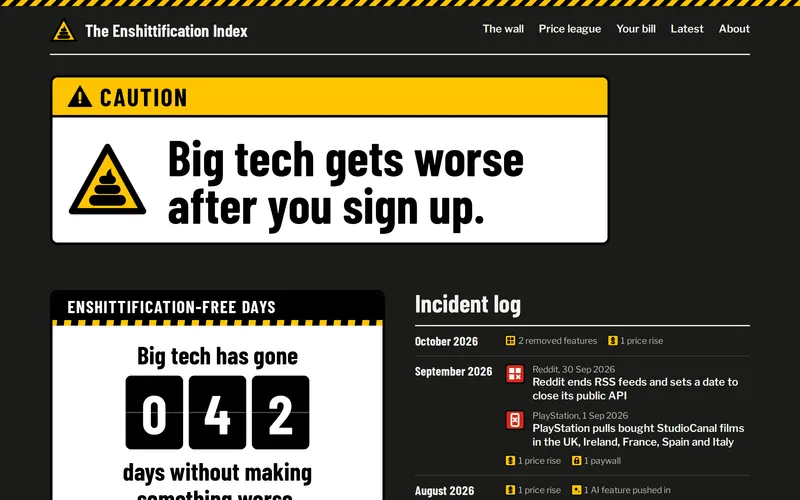 The Enshittification Index
The wall Price league Your bill Latest About
CAUTION
Big tech gets worse
after you sign up.
ENSHITTIFICATION-FREE DAYS
Big tech has gone
042
days without making
something worse
Incident log
October 2026
2 removed features 1 price rise
September 2026
Reddit, 30 Sep 2026
Reddit ends RSS feeds and sets a date to
close its public API
PlayStation, 1 Sep 2026
PlayStation pulls bought StudioCanal films
in the UK, Ireland, France, Spain and Italy
1 price rise 1 paywall
August 2026
1 price rise 1 AI feature pushed in